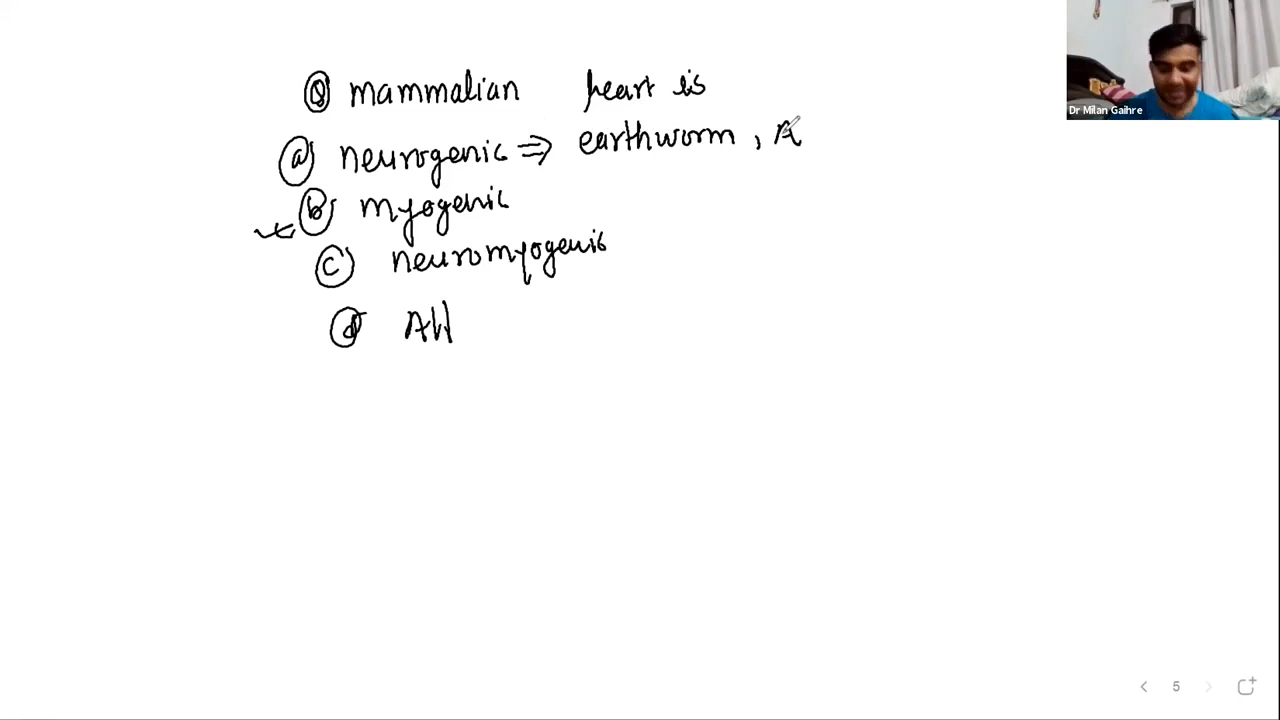 Q mammalian heart is
a neurogenic ⇒ earthworm, A
b myogenic
c neuromyogenic
d All
Dr Milan Gaihre
5